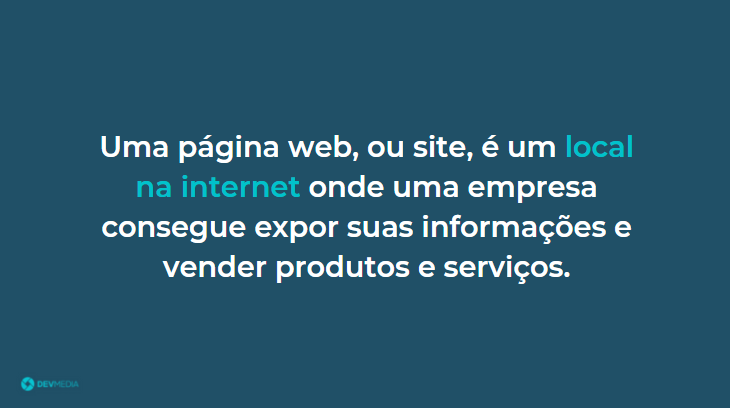 Uma página web, ou site, é um local
na internet onde uma empresa
consegue expor suas informações e
vender produtos e serviços.
DEVMEDIA